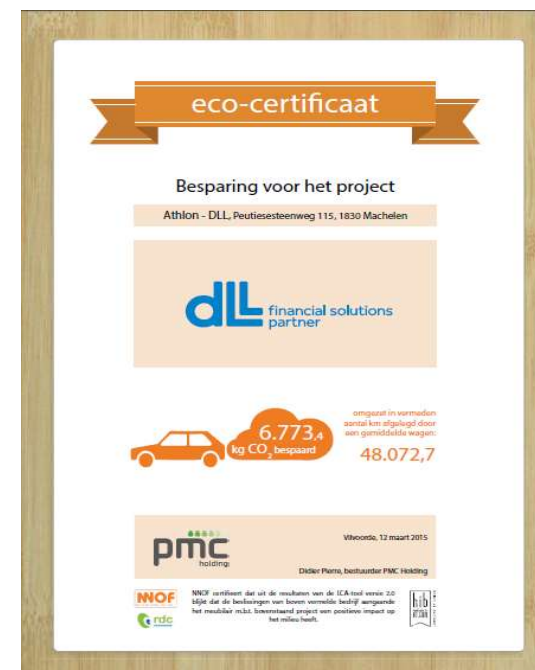 eco-certificaat
Besparing voor het project
Athlon - DLL, Peutiesesteenweg 115, 1830 Machelen
dLL financial solutions
partner
omgezet in vermeden
aantal km afgelegd door
een gemiddelde wagen:
6.773,4
kg CO2 bespaard
48.072,7
pmc
holding
Vilvoorde, 12 maart 2015
Didier Pierre, bestuurder PMC Holding
NNOF
rdc
NNOF certifieert dat uit de resultaten van de LCA-tool versie 2.0
blijkt dat de beslissingen van boven vermelde bedrijf aangaande
het meubilair m.b.t. bovenstaand project een positieve impact op
het milieu heeft.
hib